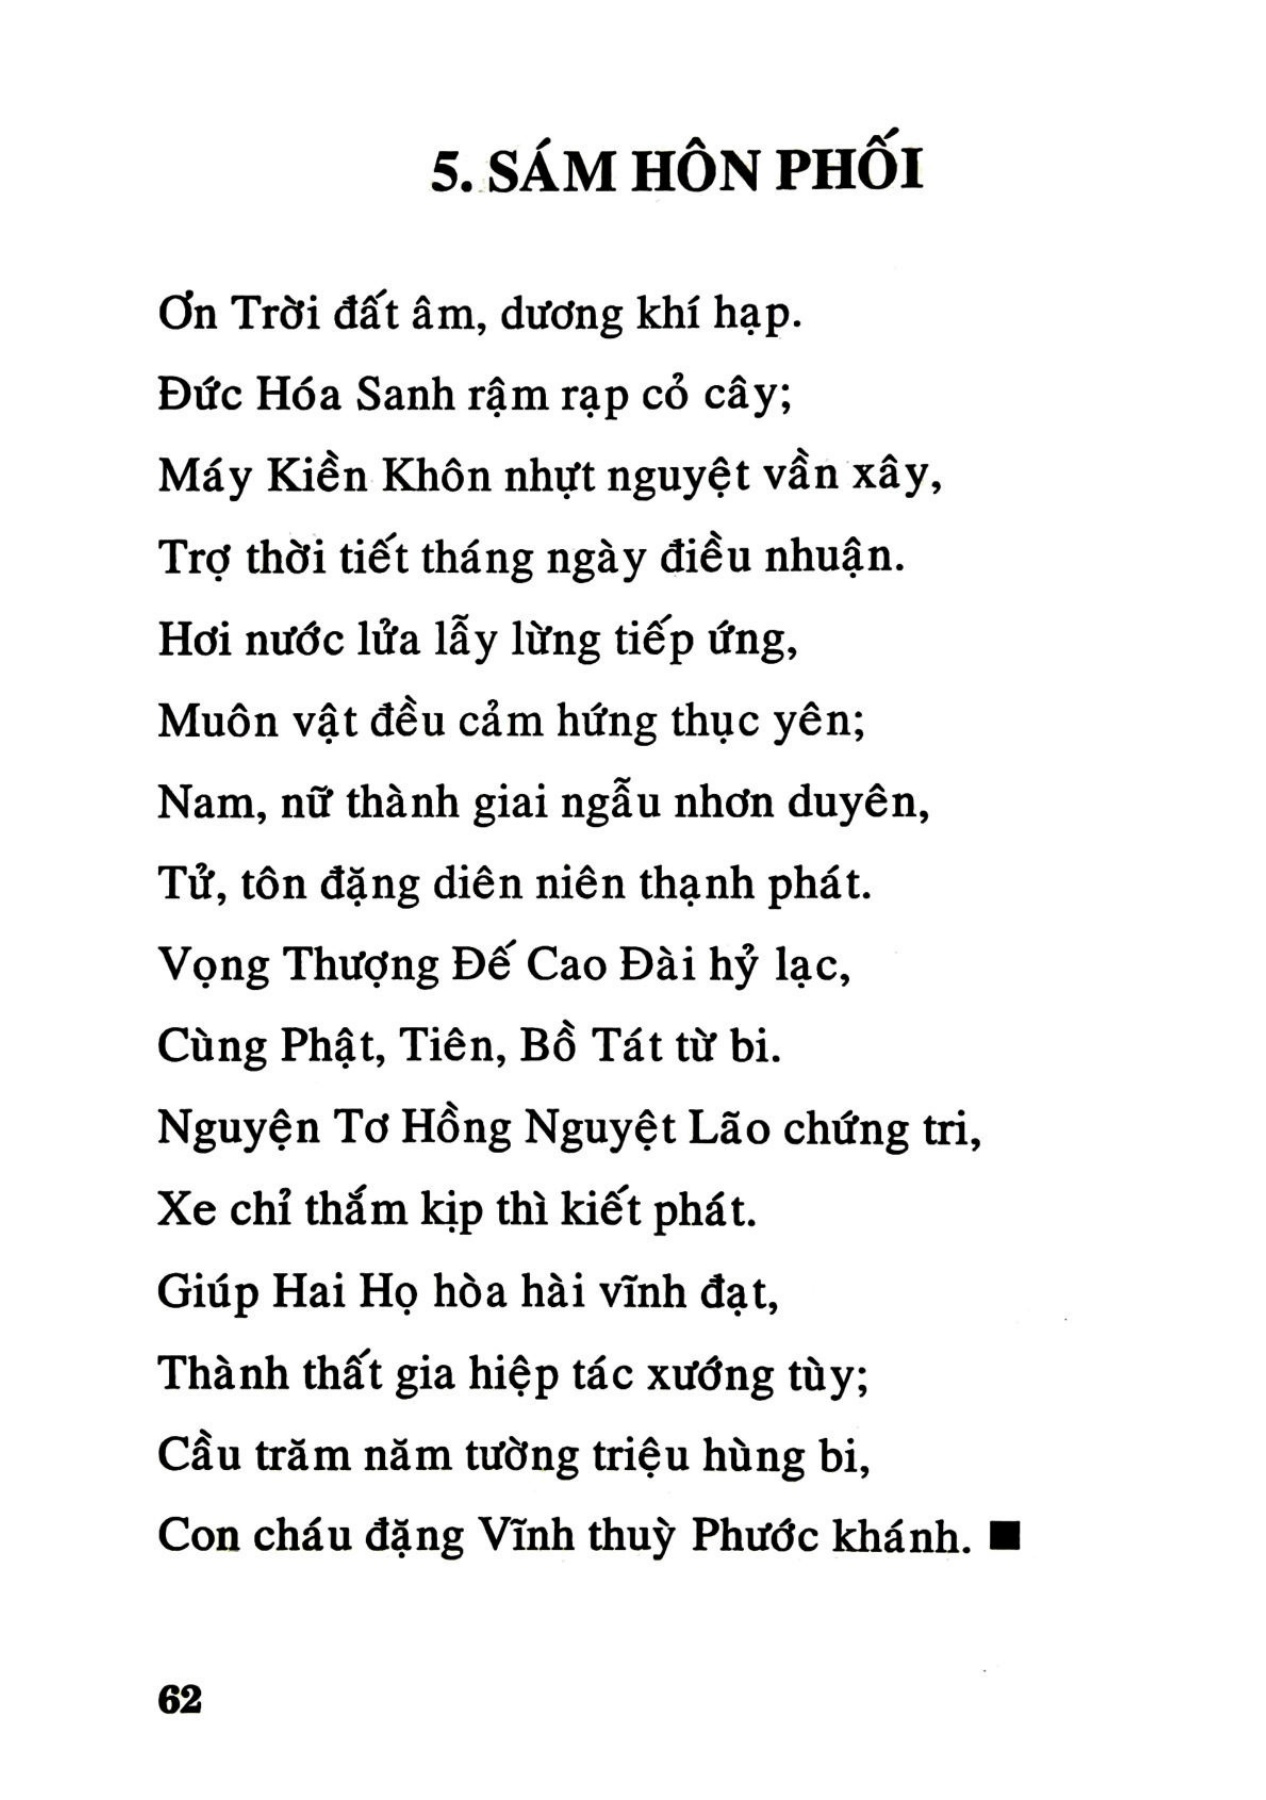 5. SÁM HÔN PHỐI
Ơn Trời đất âm, dương khí hạp.
Đức Hóa Sanh rậm rạp cỏ cây;
Máy Kiền Khôn nhựt nguyệt vần xây,
Trợ thời tiết tháng ngày điều nhuận.
Hơi nước lửa lẫy lừng tiếp ứng,
Muôn vật đều cảm hứng thục yên;
Nam, nữ thành giai ngẫu nhơn duyên,
Tử, tôn đặng diên niên thạnh phát.
Vọng Thượng Đế Cao Đài hỷ lạc,
Cùng Phật, Tiên, Bồ Tát từ bi.
Nguyện Tơ Hồng Nguyệt Lão chứng tri,
Xe chỉ thắm kịp thì kiết phát.
Giúp Hai Họ hòa hài vĩnh đạt,
Thành thất gia hiệp tác xướng tùy;
Cầu trăm năm tường triệu hùng bi,
Con cháu đặng Vĩnh thuỳ Phước khánh. ■
62